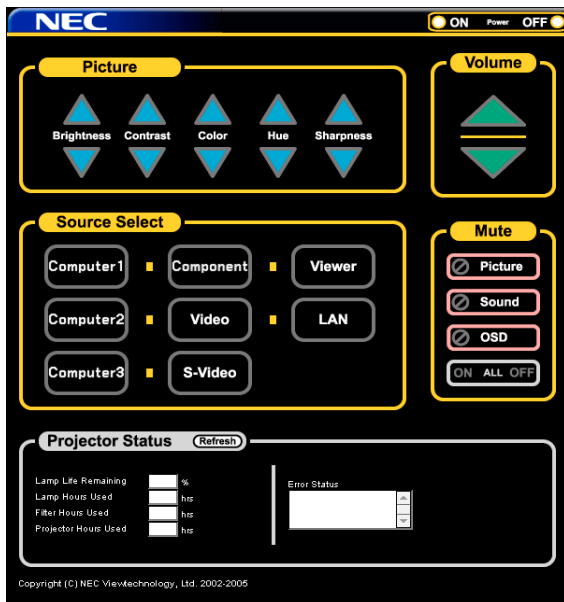 NEC
ON Power OFF
Picture
Brightness Contrast Color Hue Sharpness
Volume
Source Select
Computer1 Component Viewer
Computer2 Video LAN
Computer3 S-Video
Mute
Picture
Sound
OSD
ON ALL OFF
Projector Status Refresh
Lamp Life Remaining %
Lamp Hours Used hrs
Filter Hours Used hrs
Projector Hours Used hrs
Error Status
Copyright (C) NEC Viewtechnology, Ltd. 2002-2005